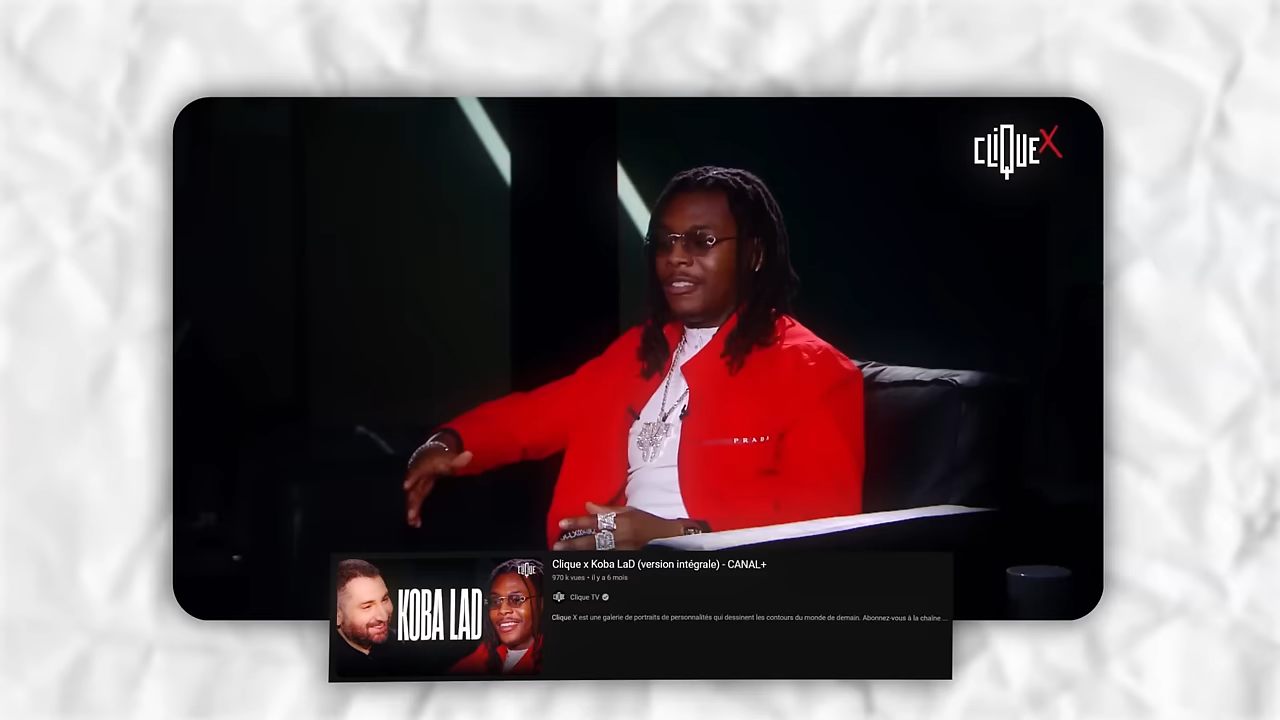 CLIQUE X
PRADA
Clique x Koba LaD (version intégrale) - CANAL+
970 k vues • il y a 6 mois
CLIQUE
KOBA LAD
Clique TV
Clique X est une galerie de portraits de personnalités qui dessinent les contours du monde de demain. Abonnez-vous à la chaîne ...